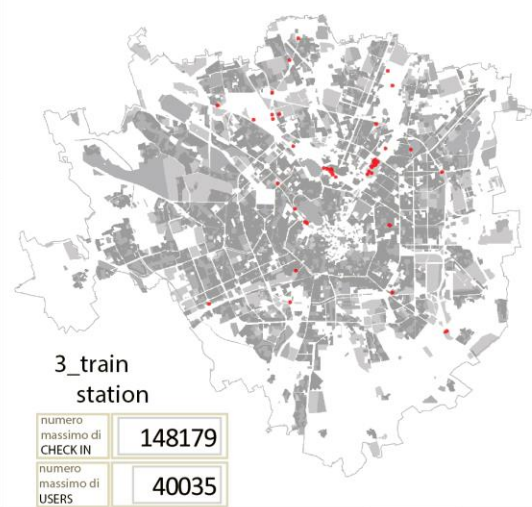 3_train
station
numero
massimo di
CHECK IN
148179
numero
massimo di
USERS
40035